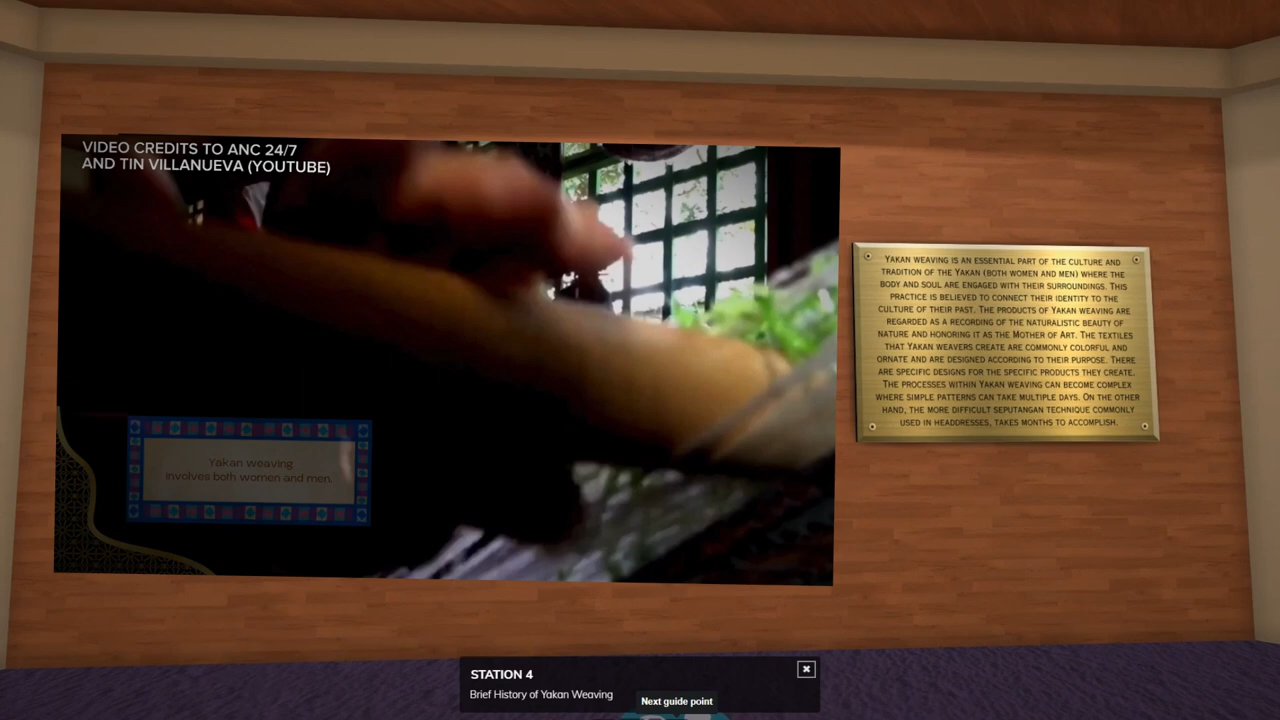 VIDEO CREDITS TO ANC 24/7
AND TIN VILLANUEVA (YOUTUBE)
Yakan weaving
involves both women and men.
YAKAN WEAVING IS AN ESSENTIAL PART OF THE CULTURE AND
TRADITION OF THE YAKAN (BOTH WOMEN AND MEN) WHERE THE
BODY AND SOUL ARE ENGAGED WITH THEIR SURROUNDINGS. THIS
PRACTICE IS BELIEVED TO CONNECT THEIR IDENTITY TO THE
CULTURE OF THEIR PAST. THE PRODUCTS OF YAKAN WEAVING ARE
REGARDED AS A RECORDING OF THE NATURALISTIC BEAUTY OF
NATURE AND HONORING IT AS THE MOTHER OF ART. THE TEXTILES
THAT YAKAN WEAVERS CREATE ARE COMMONLY COLORFUL AND
ORNATE AND ARE DESIGNED ACCORDING TO THEIR PURPOSE. THERE
ARE SPECIFIC DESIGNS FOR THE SPECIFIC PRODUCTS THEY CREATE.
THE PROCESSES WITHIN YAKAN WEAVING CAN BECOME COMPLEX
WHERE SIMPLE PATTERNS CAN TAKE MULTIPLE DAYS. ON THE OTHER
HAND, THE MORE DIFFICULT SEPUTANGAN TECHNIQUE COMMONLY
USED IN HEADDRESSES, TAKES MONTHS TO ACCOMPLISH.
STATION 4
Brief History of Yakan Weaving
Next guide point